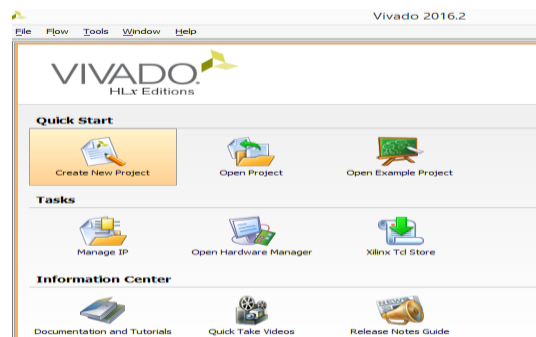 Vivado 2016.2
File Flow Tools Window Help
VIVADO.
HLx Editions
Quick Start
Create New Project Open Project Open Example Project
Tasks
Manage IP Open Hardware Manager Xilinx Tcl Store
Information Center
Documentation and Tutorials Quick Take Videos Release Notes Guide